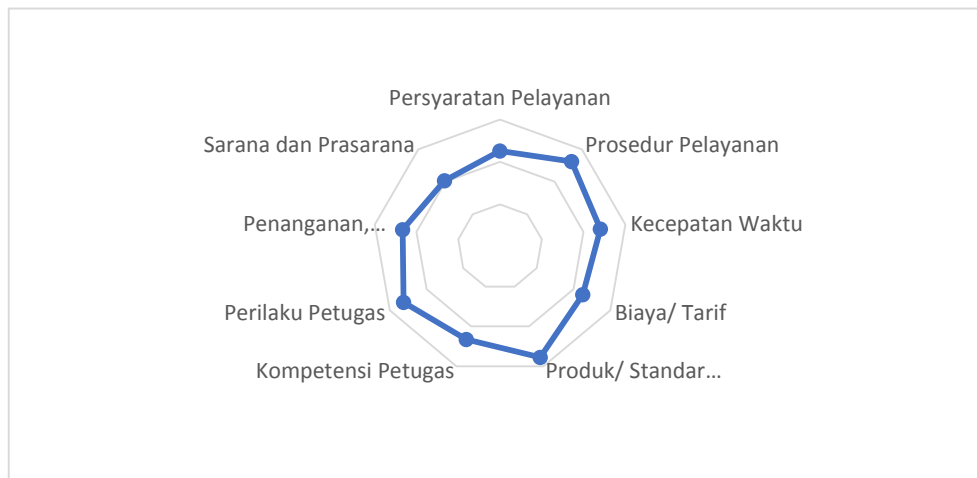 Persyaratan Pelayanan
Sarana dan Prasarana
Prosedur Pelayanan
Penanganan,...
Kecepatan Waktu
Perilaku Petugas
Biaya/ Tarif
Kompetensi Petugas
Produk/ Standar...